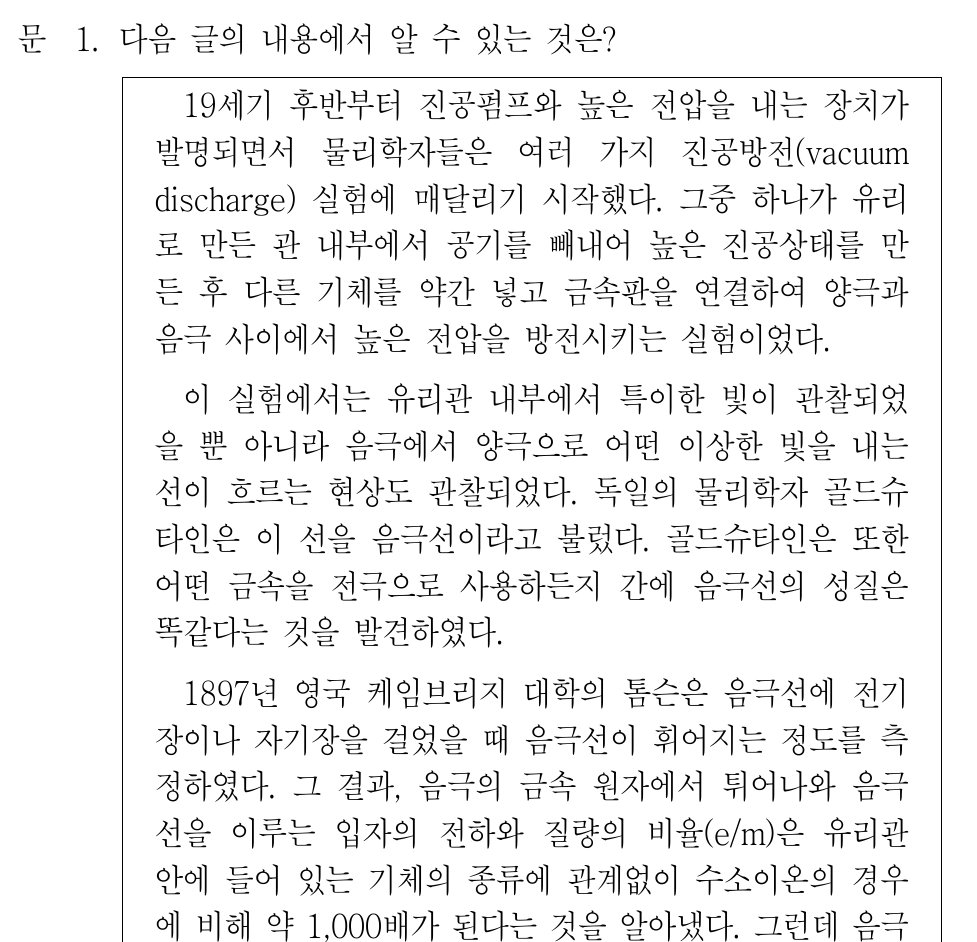 문 1. 다음 글의 내용에서 알 수 있는 것은?
19세기 후반부터 진공펌프와 높은 전압을 내는 장치가
발명되면서 물리학자들은 여러 가지 진공방전(vacuum
discharge) 실험에 매달리기 시작했다. 그중 하나가 유리
로 만든 관 내부에서 공기를 빼내어 높은 진공상태를 만
든 후 다른 기체를 약간 넣고 금속판을 연결하여 양극과
음극 사이에서 높은 전압을 방전시키는 실험이었다.
이 실험에서는 유리관 내부에서 특이한 빛이 관찰되었
을 뿐 아니라 음극에서 양극으로 어떤 이상한 빛을 내는
선이 흐르는 현상도 관찰되었다. 독일의 물리학자 골드슈
타인은 이 선을 음극선이라고 불렀다. 골드슈타인은 또한
어떤 금속을 전극으로 사용하든지 간에 음극선의 성질은
똑같다는 것을 발견하였다.
1897년 영국 케임브리지 대학의 톰슨은 음극선에 전기
장이나 자기장을 걸었을 때 음극선이 휘어지는 정도를 측
정하였다. 그 결과, 음극의 금속 원자에서 튀어나와 음극
선을 이루는 입자의 전하와 질량의 비율(e/m)은 유리관
안에 들어 있는 기체의 종류에 관계없이 수소이온의 경우
에 비해 약 1,000배가 된다는 것을 알아냈다. 그런데 음극